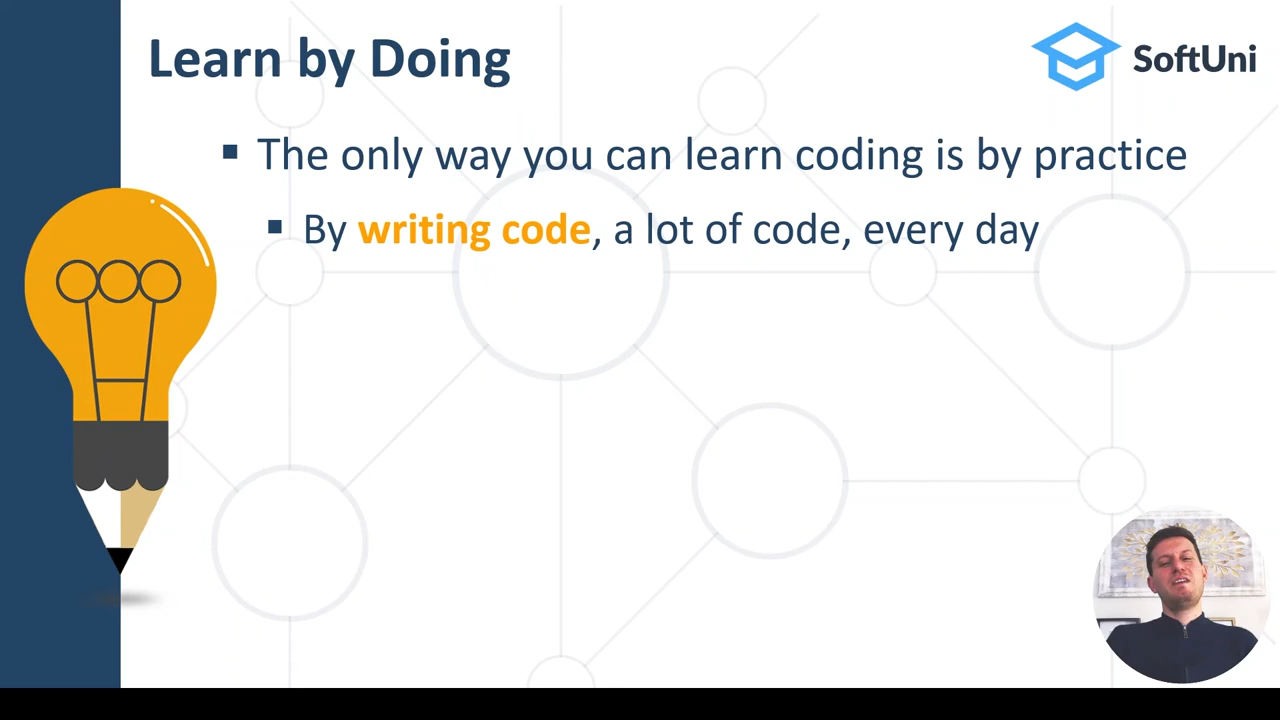 Learn by Doing
SoftUni
▪ The only way you can learn coding is by practice
▪ By writing code, a lot of code, every day